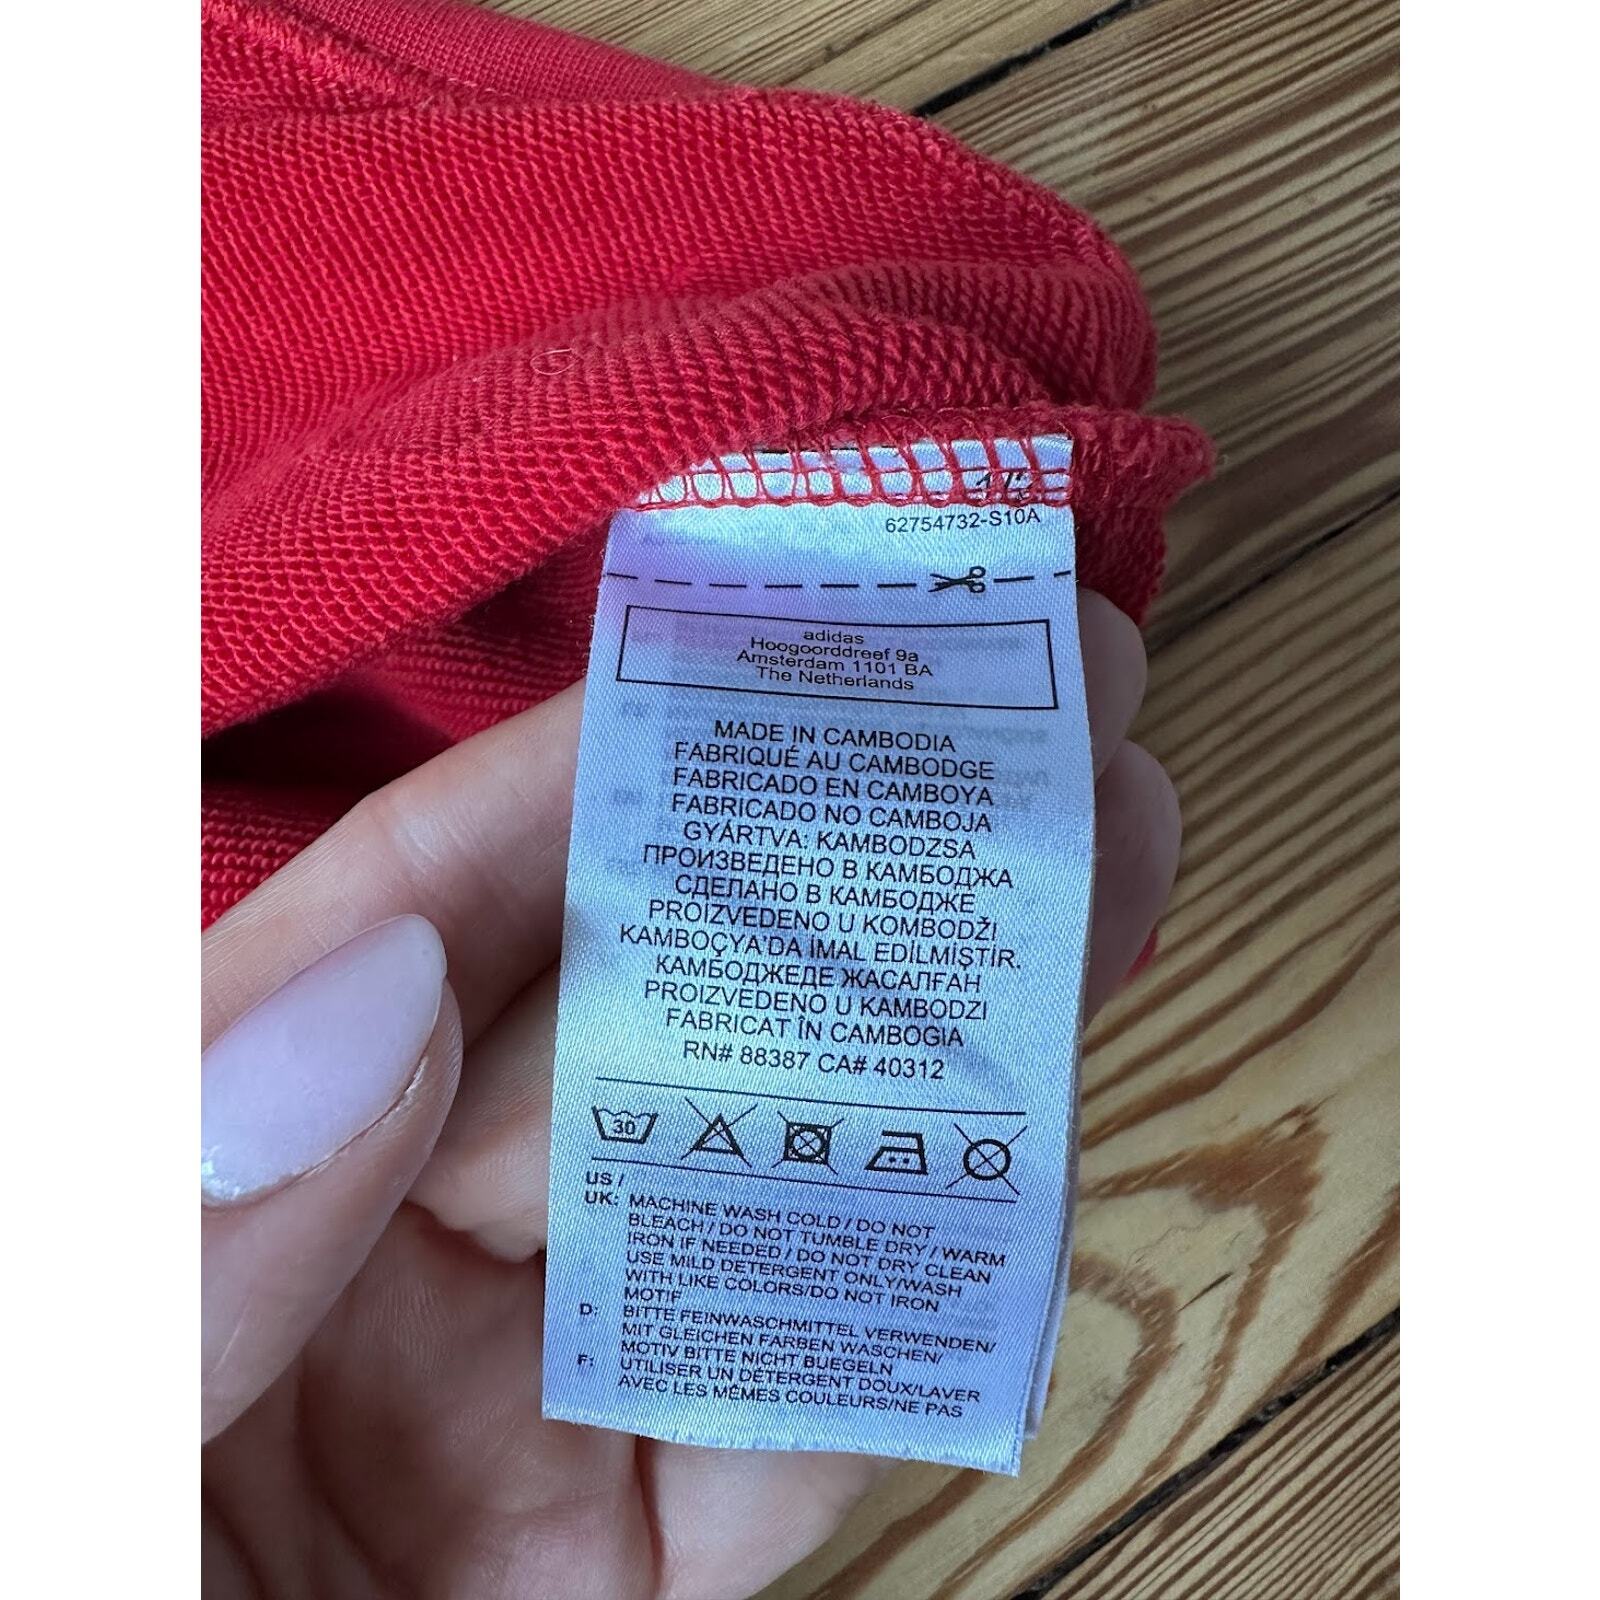 62754732-S10A
adidas
Hoogoorddreef 9a
Amsterdam 1101 BA
The Netherlands
MADE IN CAMBODIA
FABRIQUÉ AU CAMBODGE
FABRICADO EN CAMBOYA
FABRICADO NO CAMBOJA
GYÁRTVA: KAMBODZSA
ПРОИЗВЕДЕНО В КАМБОДЖА
СДЕЛАНО В КАМБОДЖЕ
PROIZVEDENO U KOMBODŽI
KAMBOÇYA'DA İMAL EDİLMİŞTİR.
КАМБОДЖЕДЕ ЖАСАЛҒАН
PROIZVEDENO U KAMBODZI
FABRICAT ÎN CAMBOGIA
RN# 88387 CA# 40312
30
US /
UK: MACHINE WASH COLD / DO NOT
BLEACH / DO NOT TUMBLE DRY / WARM
IRON IF NEEDED / DO NOT DRY CLEAN
USE MILD DETERGENT ONLY/WASH
WITH LIKE COLORS/DO NOT IRON
MOTIF
D: BITTE FEINWASCHMITTEL VERWENDEN/
MIT GLEICHEN FARBEN WASCHEN/
MOTIV BITTE NICHT BUEGELN
F: UTILISER UN DÉTERGENT DOUX/LAVER
AVEC LES MÊMES COULEURS/NE PAS